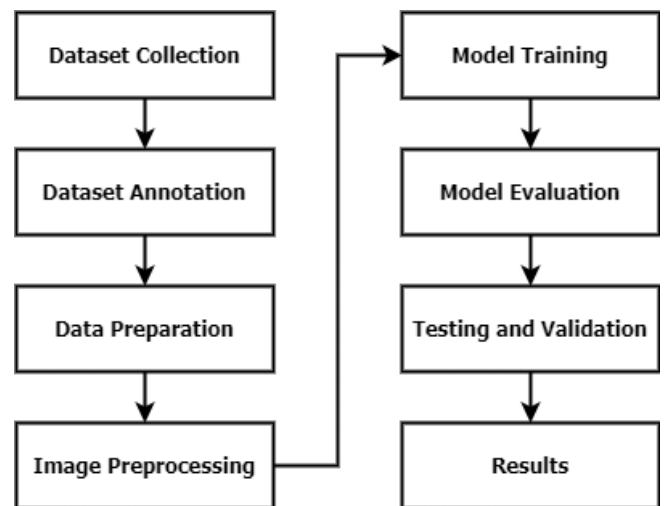 Dataset Collection
Dataset Annotation
Data Preparation
Image Preprocessing
Model Training
Model Evaluation
Testing and Validation
Results